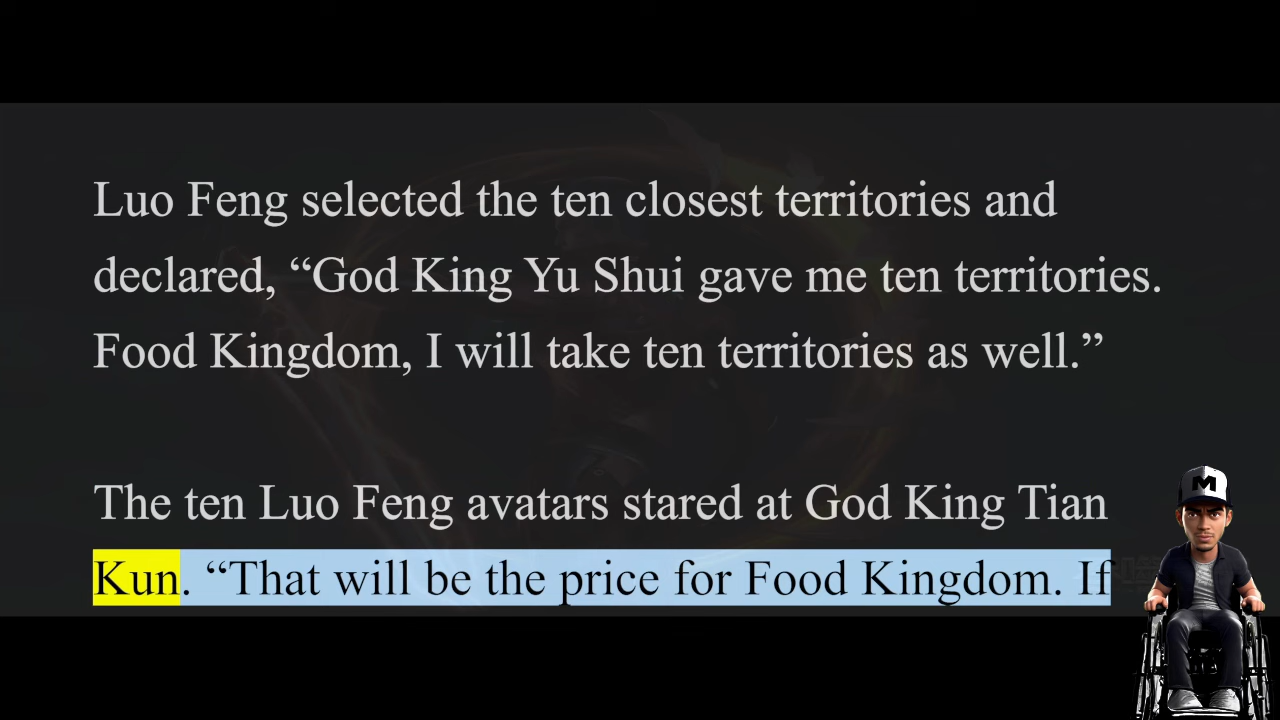 Luo Feng selected the ten closest territories and
declared, “God King Yu Shui gave me ten territories.
Food Kingdom, I will take ten territories as well.”
The ten Luo Feng avatars stared at God King Tian
Kun. “That will be the price for Food Kingdom. If
M